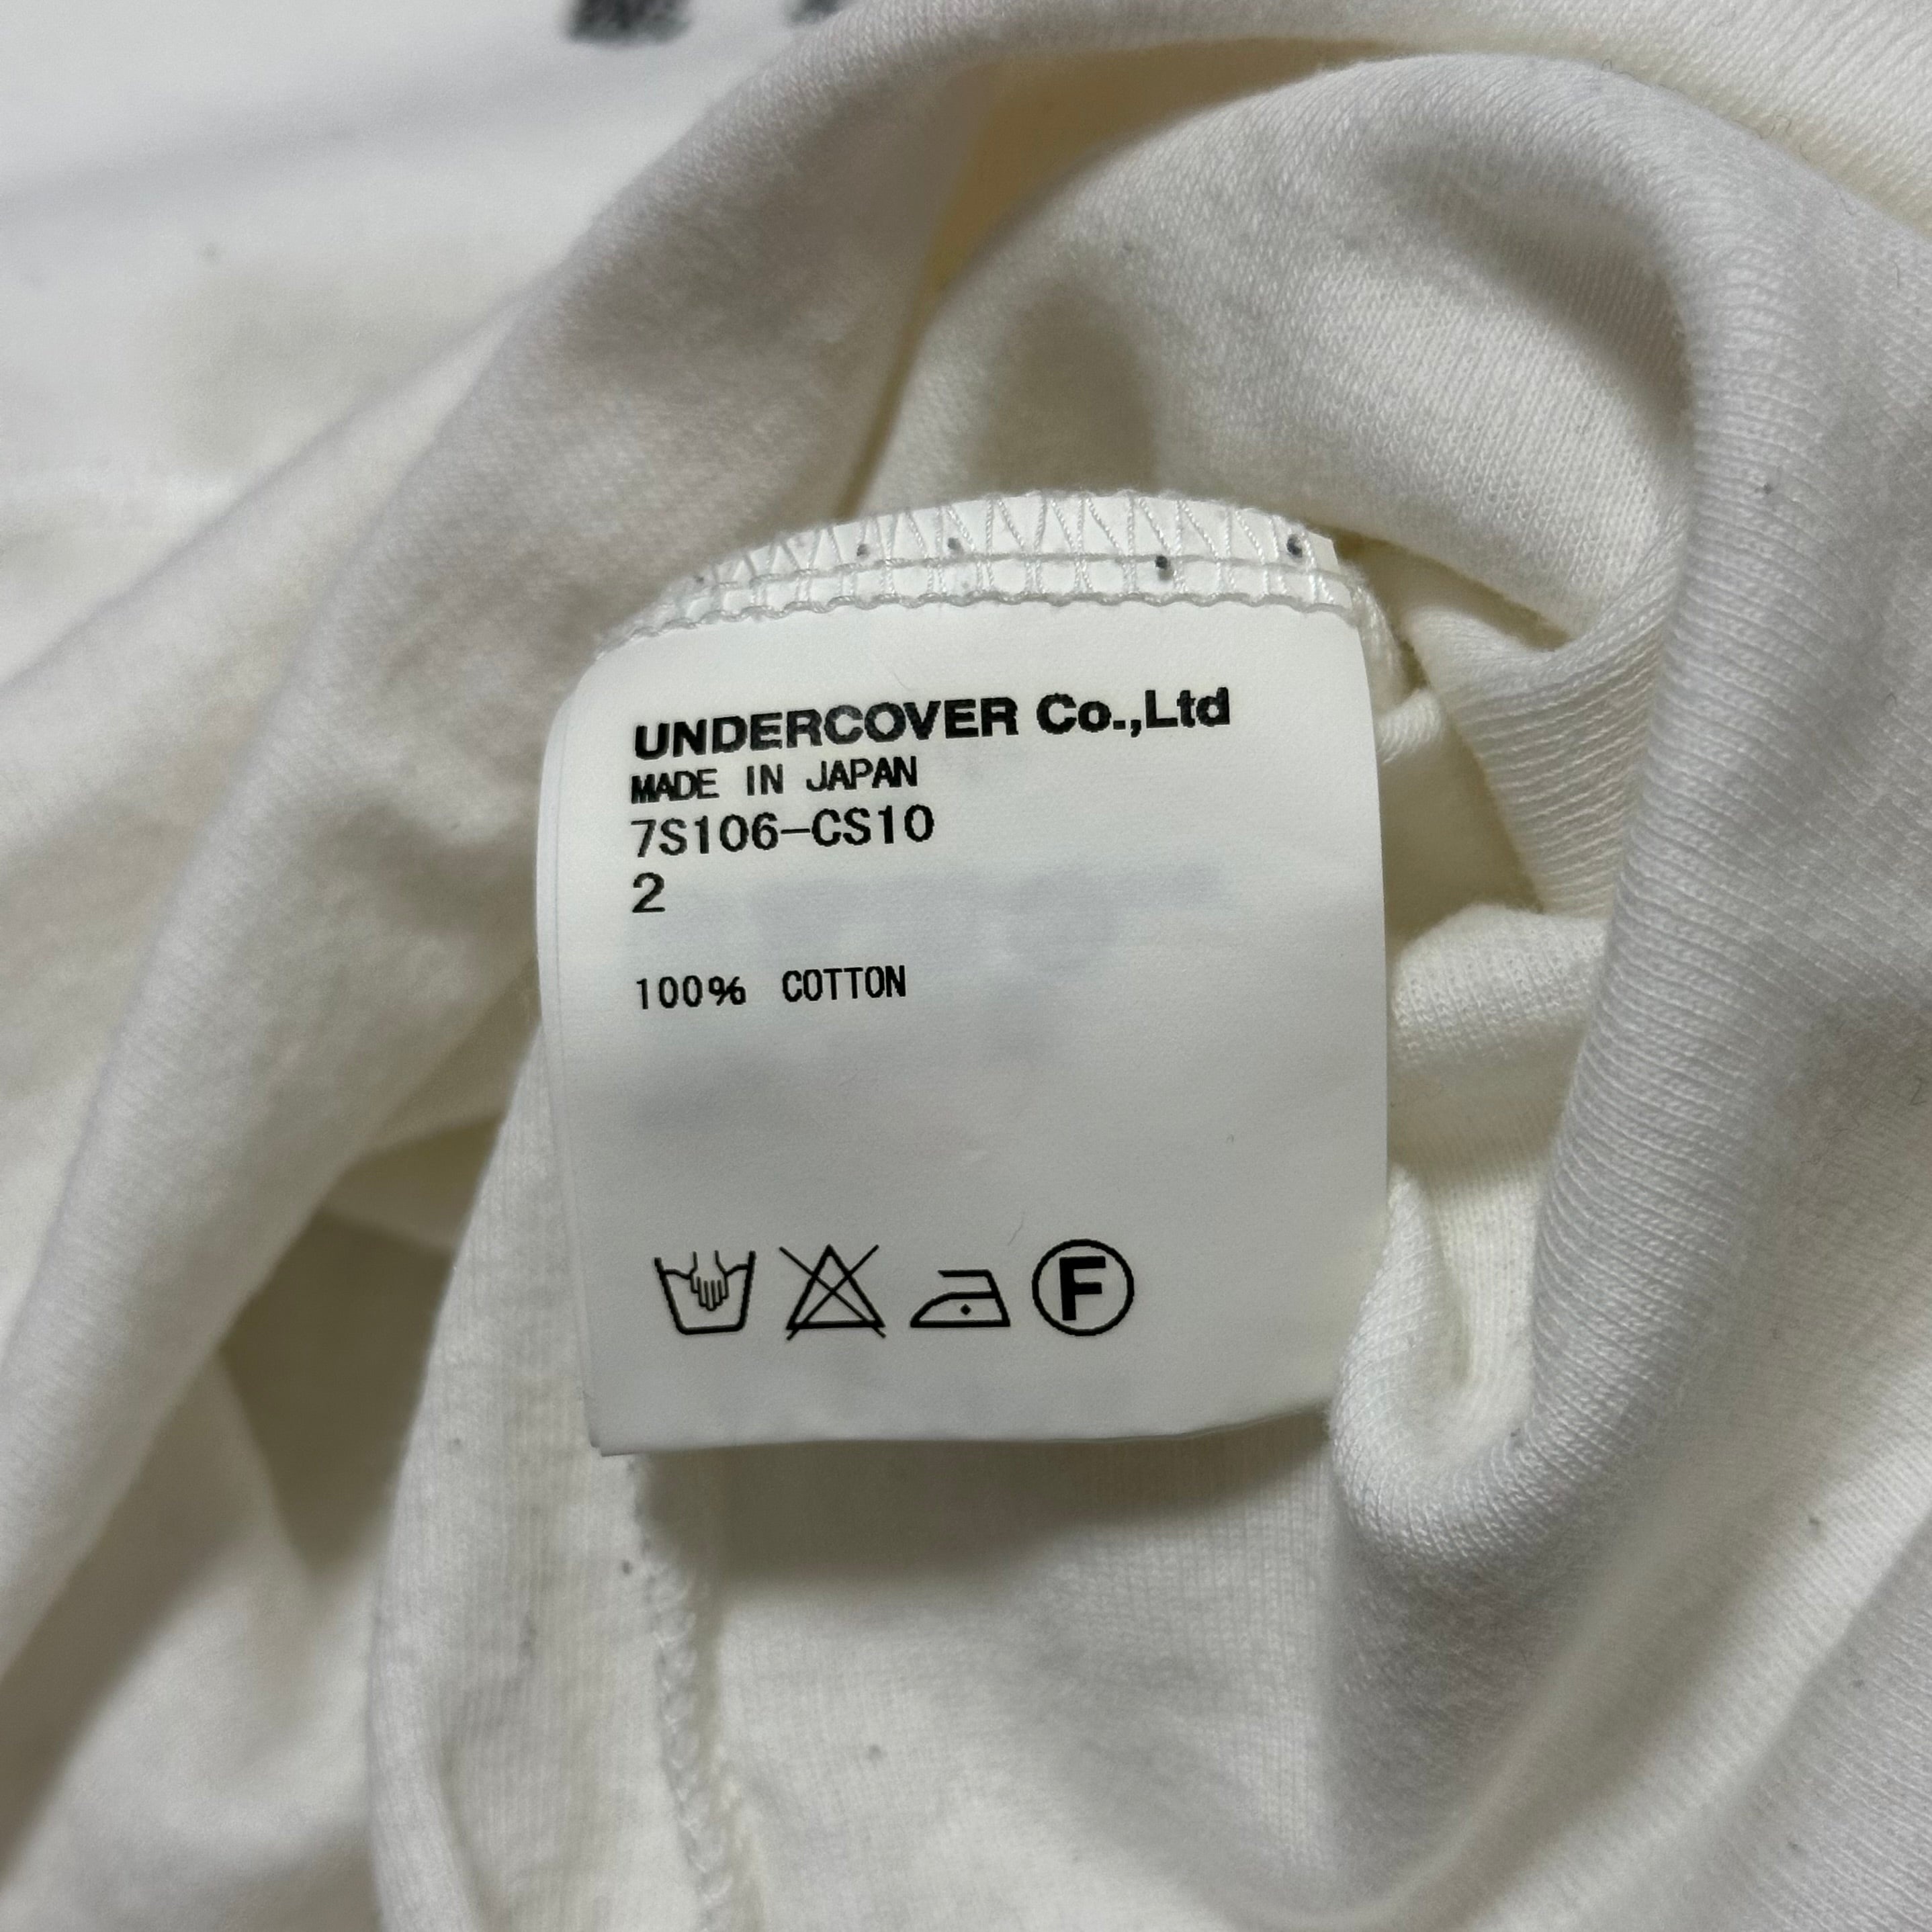 UNDERCOVER Co.,Ltd
MADE IN JAPAN
7S106-CS10
2
100% COTTON
F